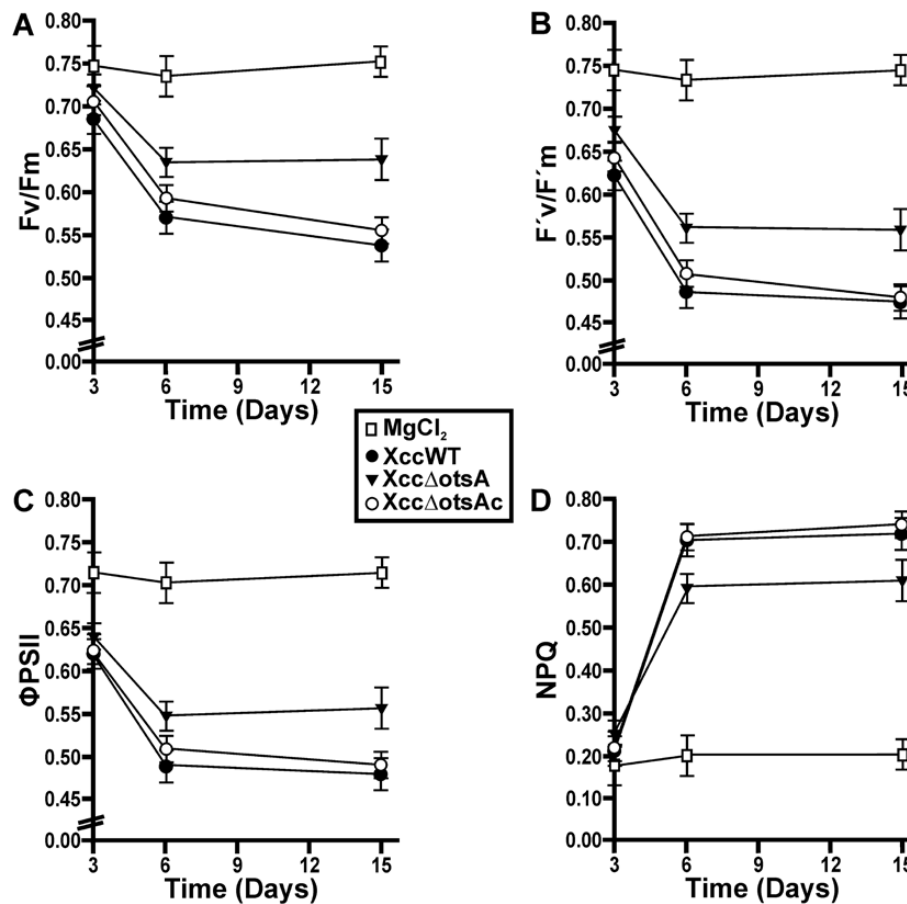 A
0.80
0.75
0.70
0.65
0.60
0.55
0.50
0.45
0.00
Fv/Fm
3 6 9 12 15
Time (Days)
B
0.80
0.75
0.70
0.65
0.60
0.55
0.50
0.45
0.00
F´v/F´m
3 6 9 12 15
Time (Days)
MgCl₂
XccWT
XccΔotsA
XccΔotsAc
C
0.80
0.75
0.70
0.65
0.60
0.55
0.50
0.45
0.00
ΦPSII
3 6 9 12 15
Time (Days)
D
0.80
0.70
0.60
0.50
0.40
0.30
0.20
0.10
0.00
NPQ
3 6 9 12 15
Time (Days)